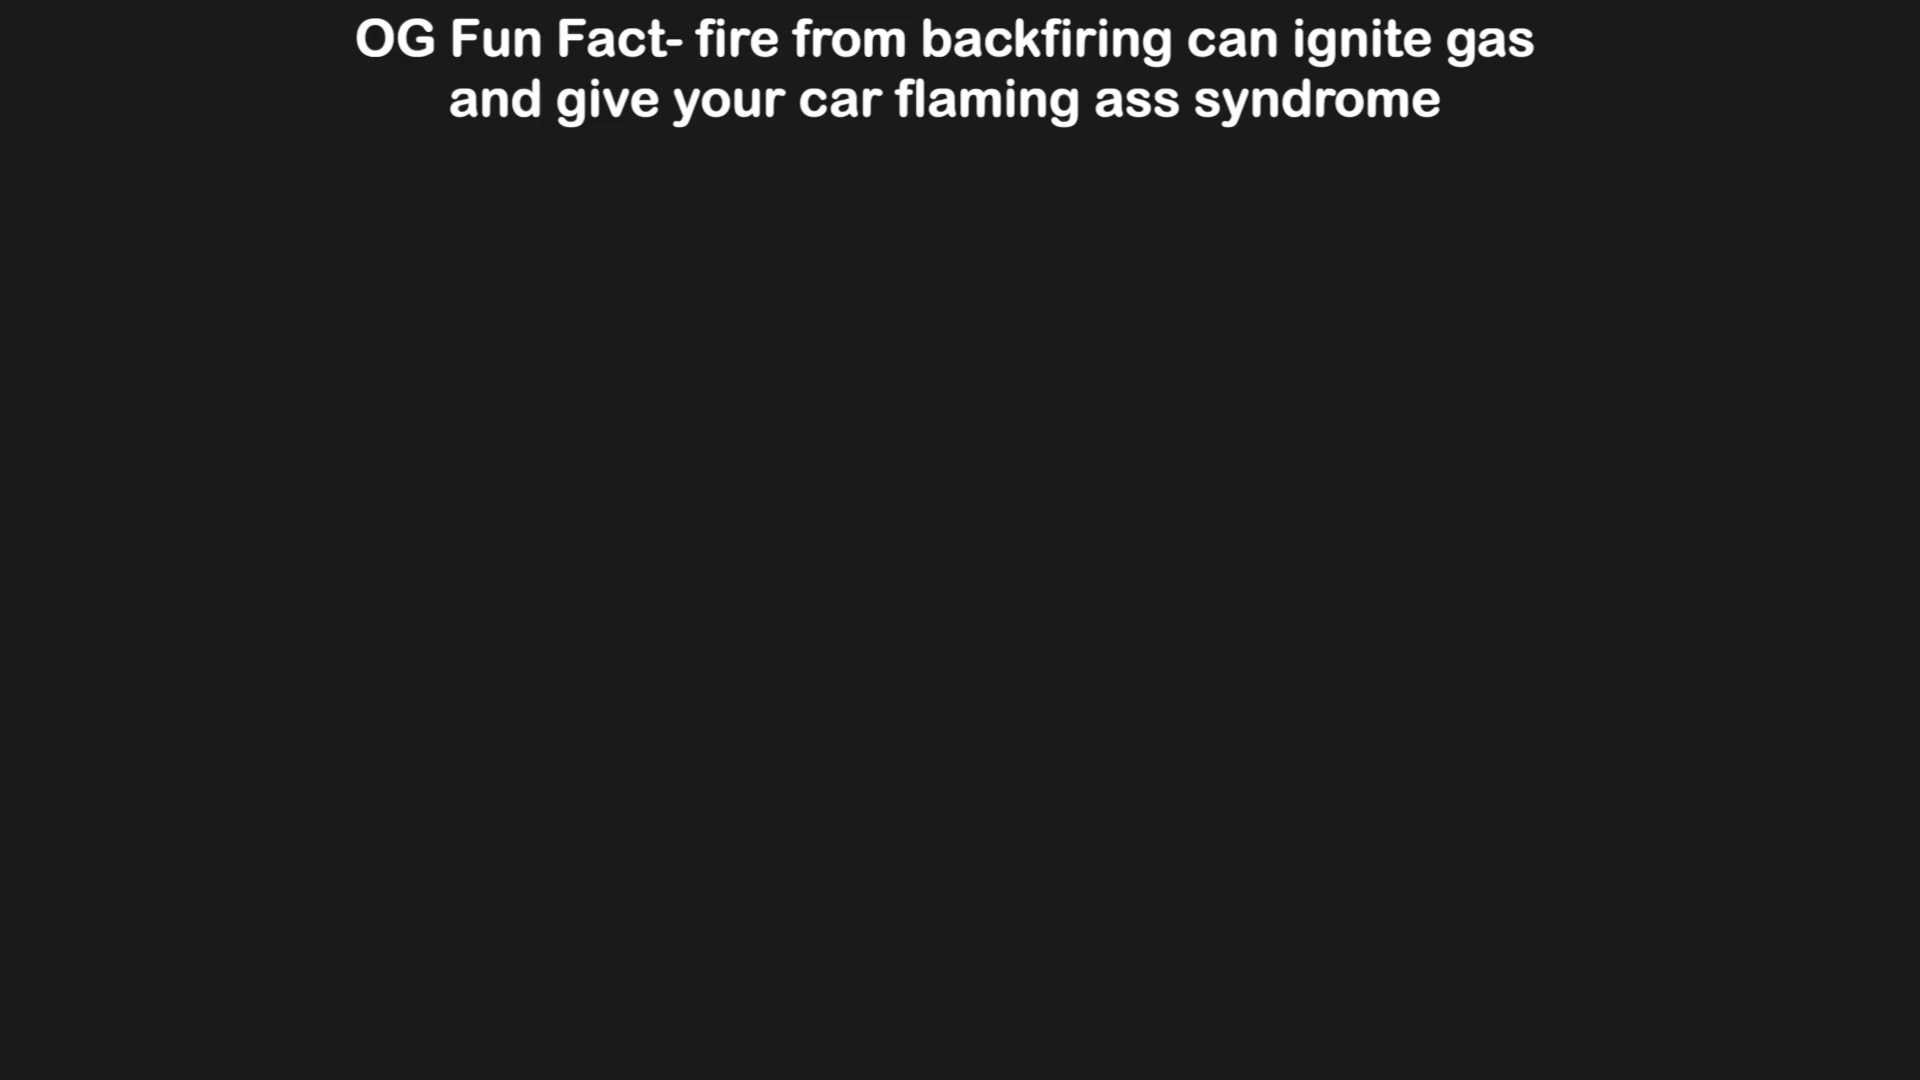 OG Fun Fact- fire from backfiring can ignite gas
and give your car flaming ass syndrome